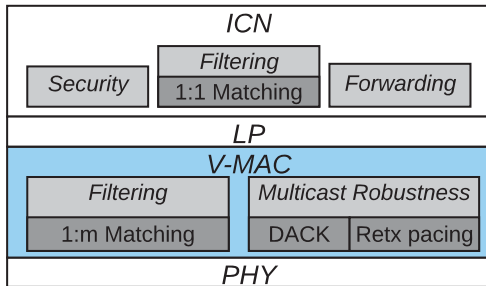 ICN
Security
Filtering
1:1 Matching
Forwarding
LP
V-MAC
Filtering
1:m Matching
Multicast Robustness
DACK
Retx pacing
PHY